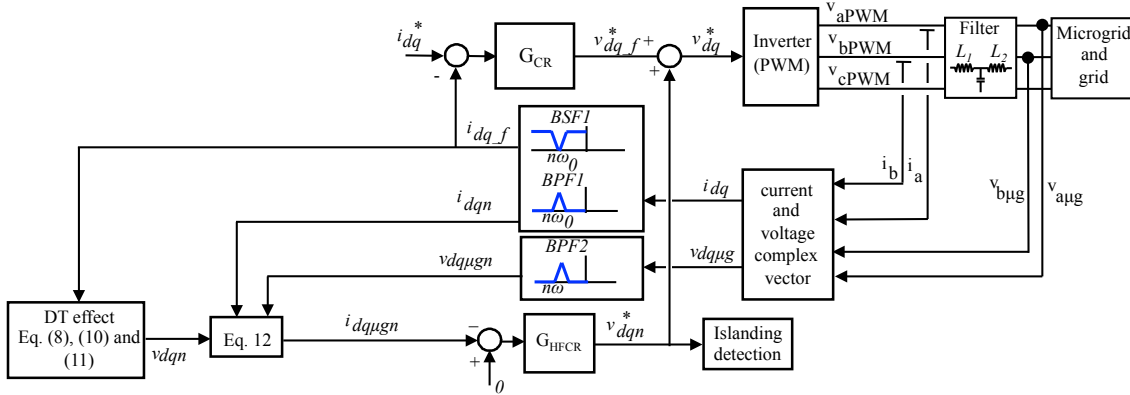 i*dq
-
GCR
v*dq_f +
+
v*dq
Inverter
(PWM)
vaPWM
vbPWM
vcPWM
Filter
L1 L2
Microgrid
and
grid
idq_f
BSF1
nω0
BPF1
nω0
idqn
idq
ib ia
vbµg
vaµg
current
and
voltage
complex
vector
vdqµgn
BPF2
nω
vdqµg
DT effect
Eq. (8), (10) and
(11)
vdqn
Eq. 12
idqµgn
−
+
0
GHFCR
v*dqn
Islanding
detection